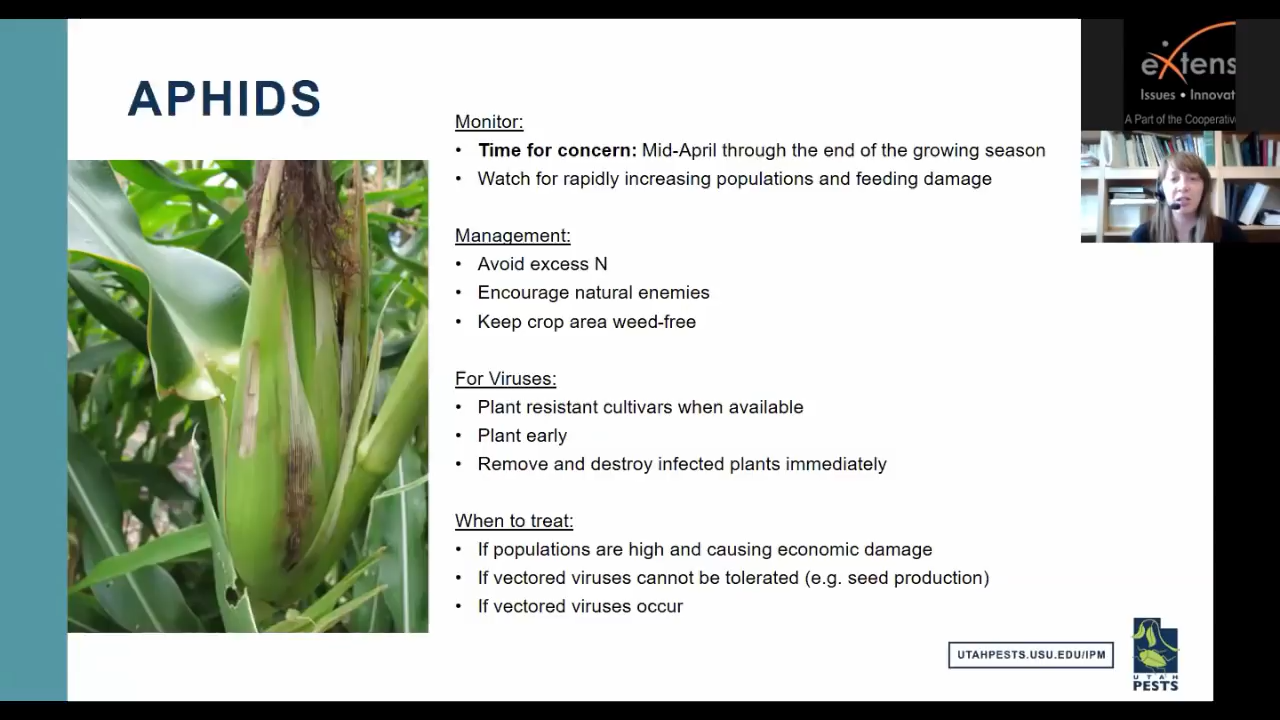 APHIDS
Monitor:
• Time for concern: Mid-April through the end of the growing season
• Watch for rapidly increasing populations and feeding damage
Management:
• Avoid excess N
• Encourage natural enemies
• Keep crop area weed-free
For Viruses:
• Plant resistant cultivars when available
• Plant early
• Remove and destroy infected plants immediately
When to treat:
• If populations are high and causing economic damage
• If vectored viruses cannot be tolerated (e.g. seed production)
• If vectored viruses occur
UTAHPESTS.USU.EDU/IPM
UTAH
PESTS
eXtens
Issues • Innovat
A Part of the Cooperativ